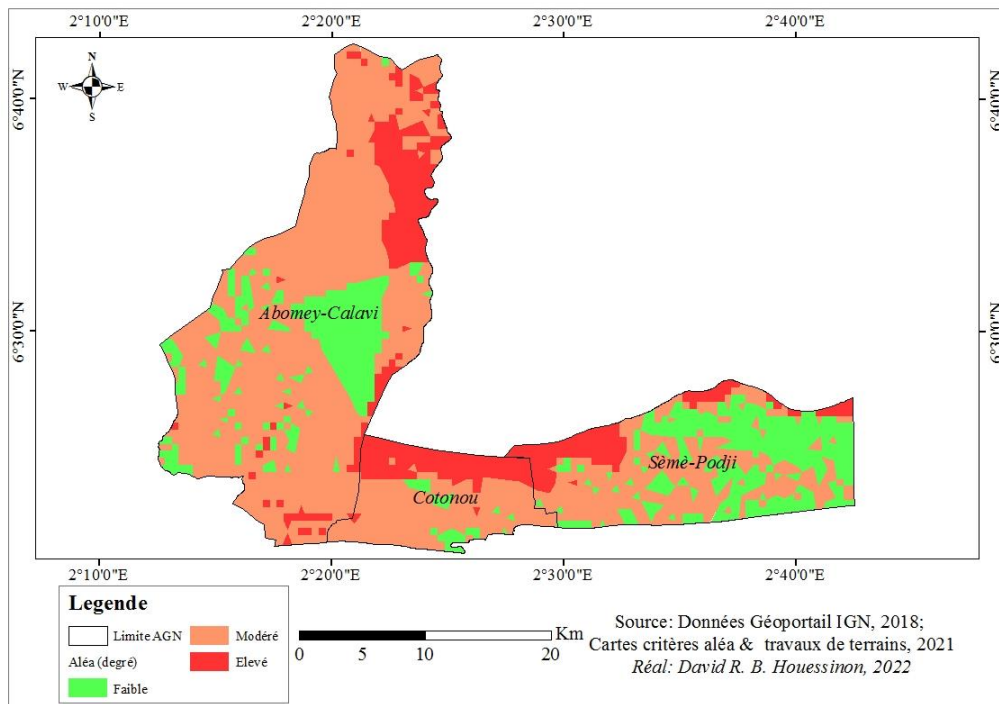 2°10'0"E 2°20'0"E 2°30'0"E 2°40'0"E
N
W E
S
6°40'0"N 6°40'0"N
Abomey-Calavi
6°30'0"N 6°30'0"N
Sèmè-Podji
Cotonou
2°10'0"E 2°20'0"E 2°30'0"E 2°40'0"E
Legende
Limite AGN Modéré
Aléa (degré) Elevé
Faible
0 5 10 20 Km
Source: Données Géoportail IGN, 2018;
Cartes critères aléa & travaux de terrains, 2021
Réal: David R. B. Houessinon, 2022